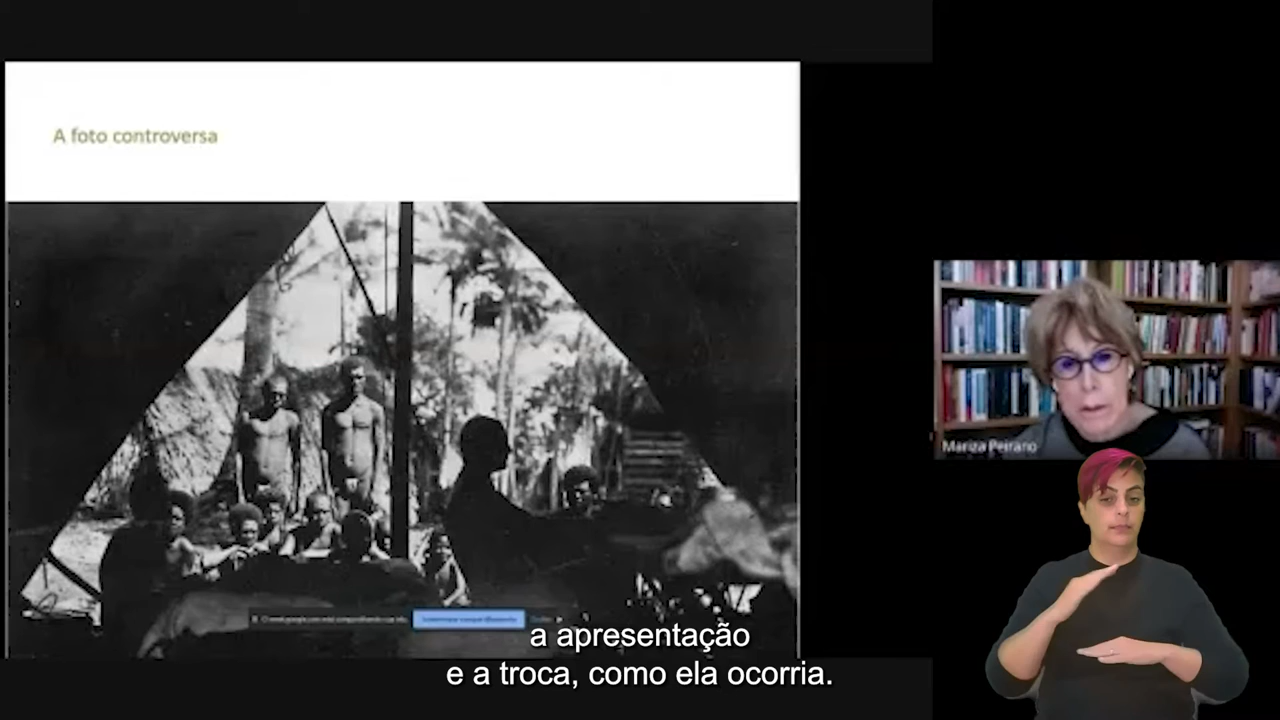 A foto controversa
Mariza Peirano
a apresentação
e a troca, como ela ocorria.